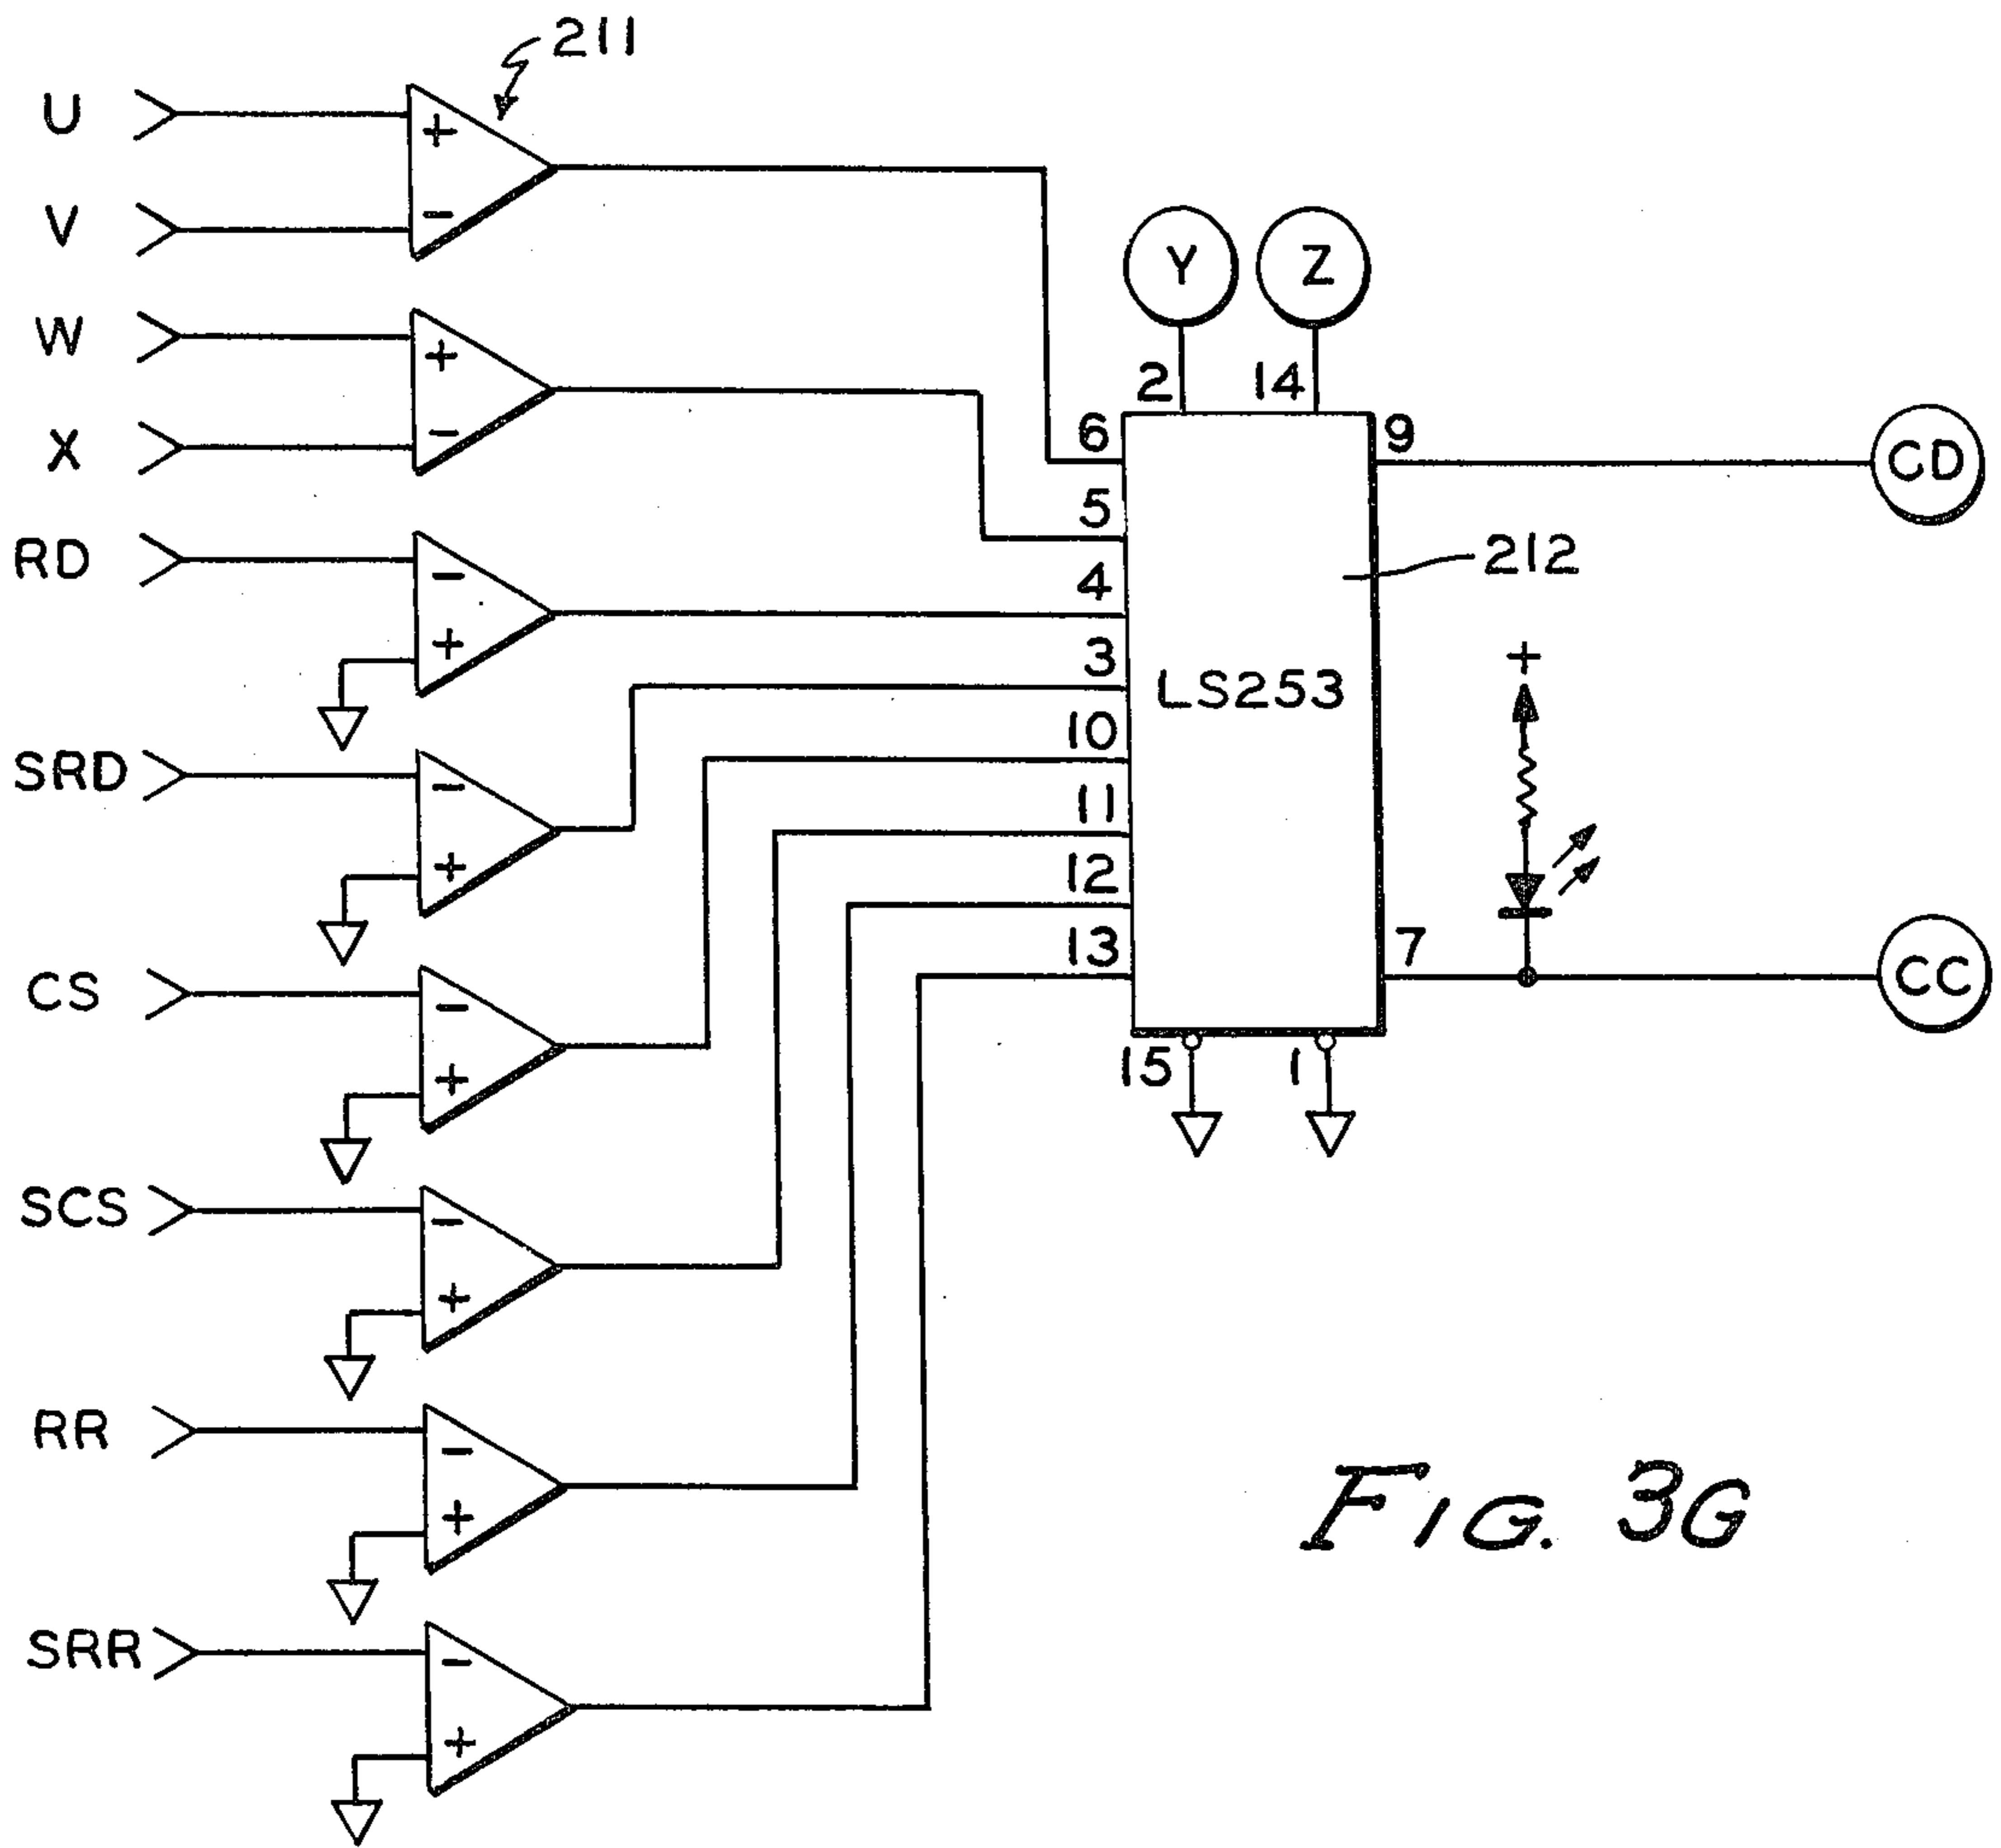 211
U
+
V
−
Y
Z
W
+
2
14
X
−
6
9
CD
5
RD
−
4
212
+
3
+
LS253
10
SRD
−
11
+
12
13
7
CS
−
CC
+
15
1
SCS
−
+
RR
−
+
FIG. 3G
SRR
−
+